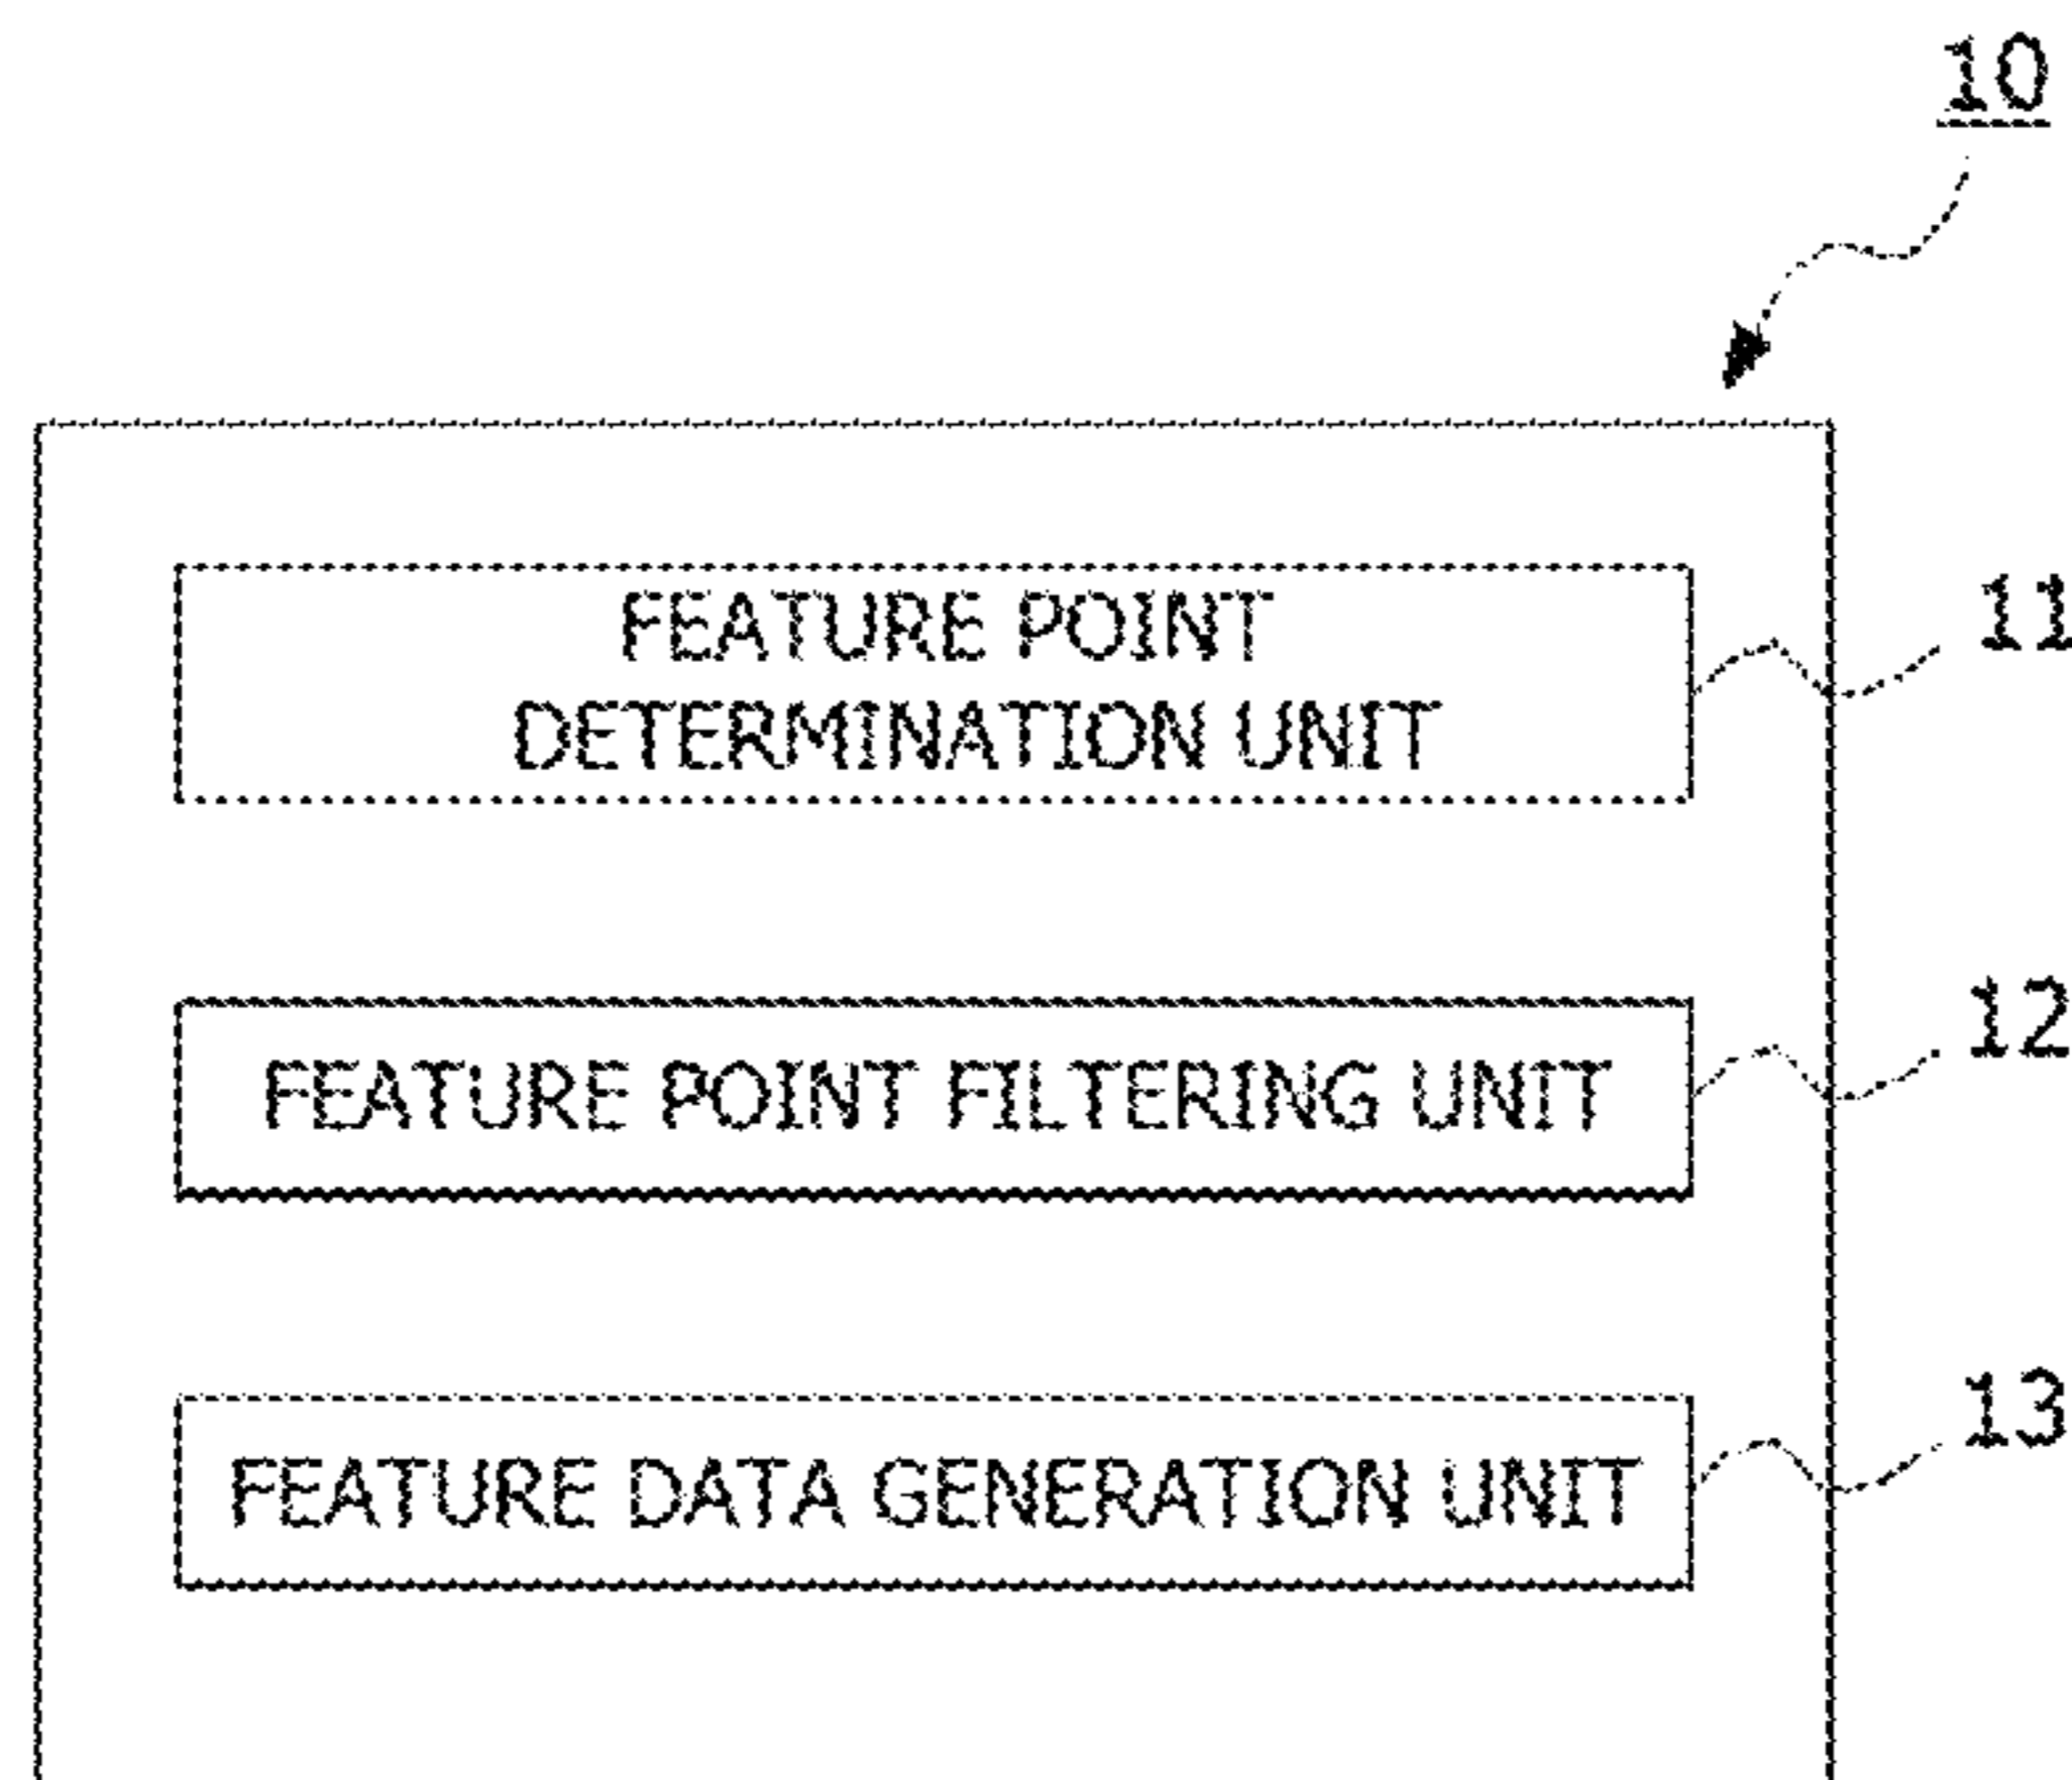 10
FEATURE POINT
DETERMINATION UNIT
11
FEATURE POINT FILTERING UNIT
12
FEATURE DATA GENERATION UNIT
13